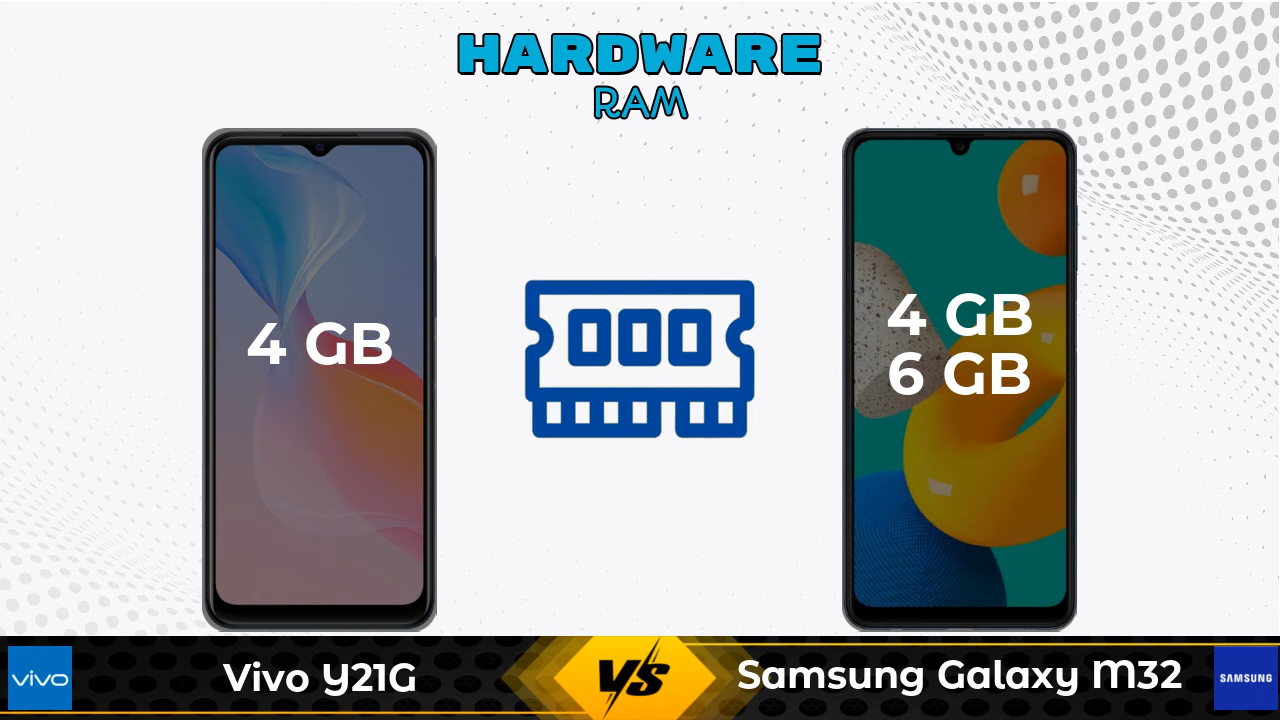 HARDWARE
RAM
4 GB
4 GB
6 GB
vivo
Vivo Y21G
VS
Samsung Galaxy M32
SAMSUNG